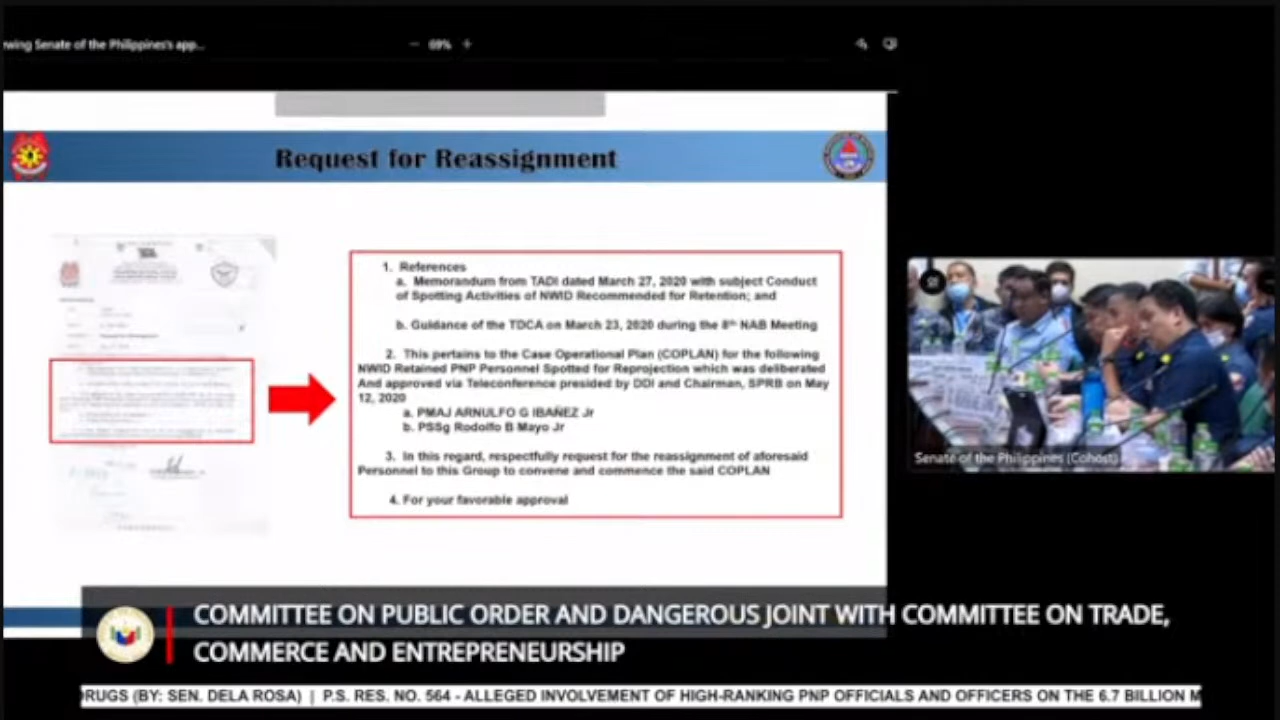 ewing Senate of the Philippines's app...
69%
Request for Reassignment
1. References
a. Memorandum from TADI dated March 27, 2020 with subject Conduct
of Spotting Activities of NWID Recommended for Retention; and
b. Guidance of the TDCA on March 23, 2020 during the 8th NAB Meeting
2. This pertains to the Case Operational Plan (COPLAN) for the following
NWID Retained PNP Personnel Spotted for Reprojection which was deliberated
And approved via Teleconference presided by DDI and Chairman, SPRB on May
12, 2020
a. PMAJ ARNULFO G IBAÑEZ Jr
b. PSSg Rodolfo B Mayo Jr
3. In this regard, respectfully request for the reassignment of aforesaid
Personnel to this Group to convene and commence the said COPLAN
4. For your favorable approval
Senate of the Philippines (Cohost)
COMMITTEE ON PUBLIC ORDER AND DANGEROUS JOINT WITH COMMITTEE ON TRADE,
COMMERCE AND ENTREPRENEURSHIP
DRUGS (BY: SEN. DELA ROSA) | P.S. RES. NO. 564 - ALLEGED INVOLVEMENT OF HIGH-RANKING PNP OFFICIALS AND OFFICERS ON THE 6.7 BILLION M